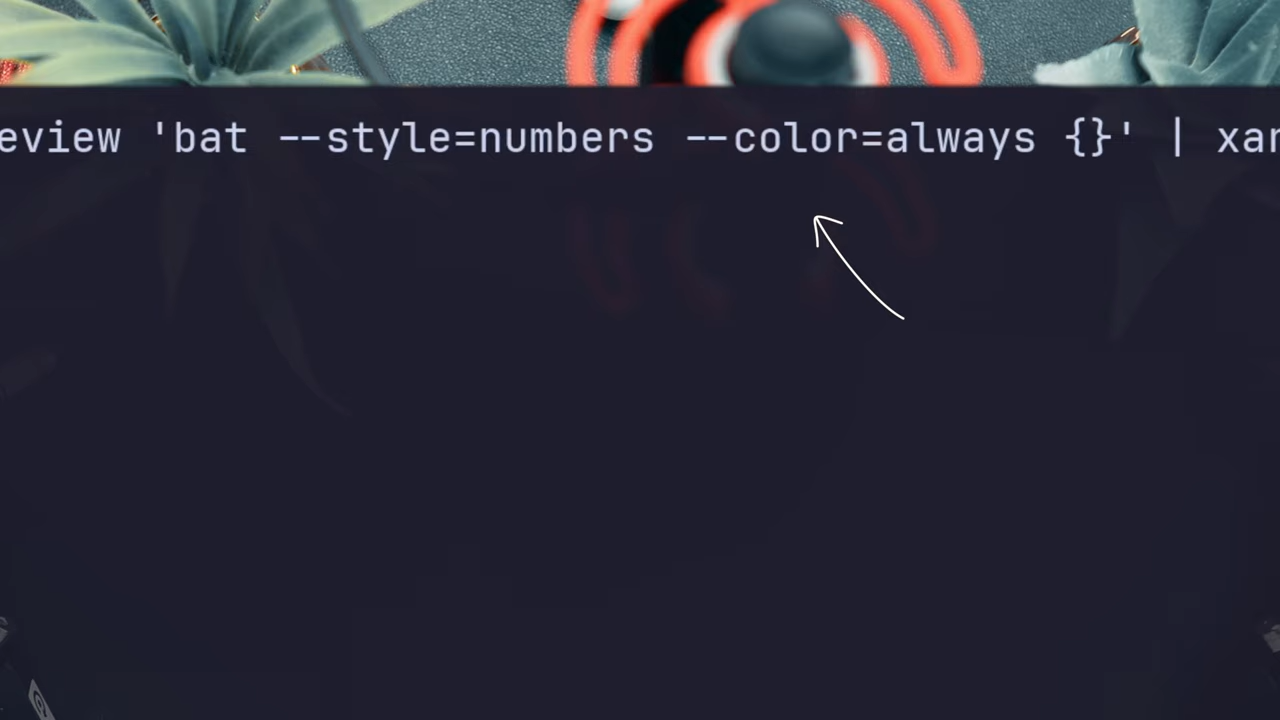 eview 'bat --style=numbers --color=always {}' | xar